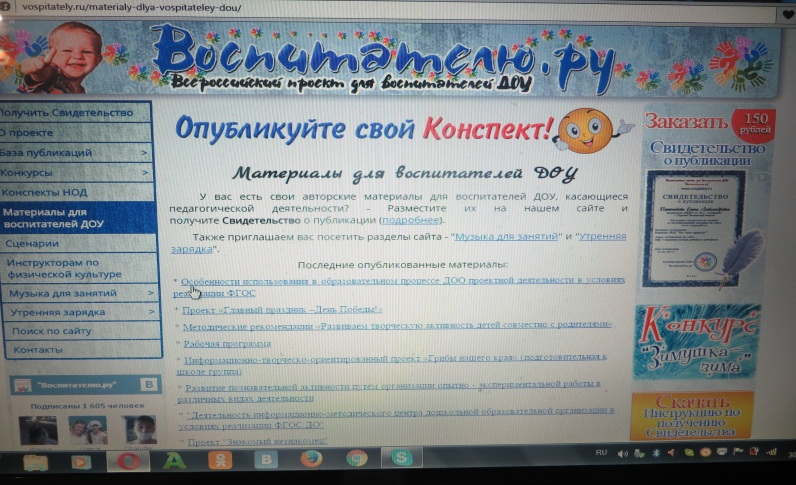 vospitately.ru/materialy-dlya-vospitateley-dou/
Воспитателю.ру
Всероссийский проект для воспитателей ДОУ
Получить Свидетельство
О проекте
База публикаций >
Конкурсы >
Конспекты НОД
Материалы для
воспитателей ДОУ
Сценарии
Инструкторам по
физической культуре
Музыка для занятий >
Утренняя зарядка >
Поиск по сайту
Контакты
"Воспитателю.ру" В
Подписаны 1 605 человек
Опубликуйте свой Конспект!
Материалы для воспитателей ДОУ
У вас есть свои авторские материалы для воспитателей ДОУ, касающиеся
педагогической деятельности? - Разместите их на нашем сайте и
получите Свидетельство о публикации (подробнее).
Также приглашаем вас посетить разделы сайта - "Музыка для занятий" и "Утренняя
зарядка".
Последние опубликованные материалы:
* Особенности использования в образовательном процессе ДОО проектной деятельности в условиях
реализации ФГОС
* Проект «Главный праздник –День Победы!»
* Методические рекомендации «Развиваем творческую активность детей совместно с родителями»
* Рабочая программа
* Информационно-творческо-ориентированный проект «Грибы нашего края» (подготовительная к
школе группа)
* Развитие познавательной активности путем организации опытно - экспериментальной работы в
различных видах деятельности
* "Деятельность информационно-методического центра дошкольной образовательной организации в
условиях реализации ФГОС ДО"
* Проект "Знакомый незнакомец"
Заказать 150
рублей
Свидетельство
о публикации
СВИДЕТЕЛЬСТВО
Конкурс
"Зимушка
зима"
Скачать
Инструкцию по
получению
Свидетельства
RU
30